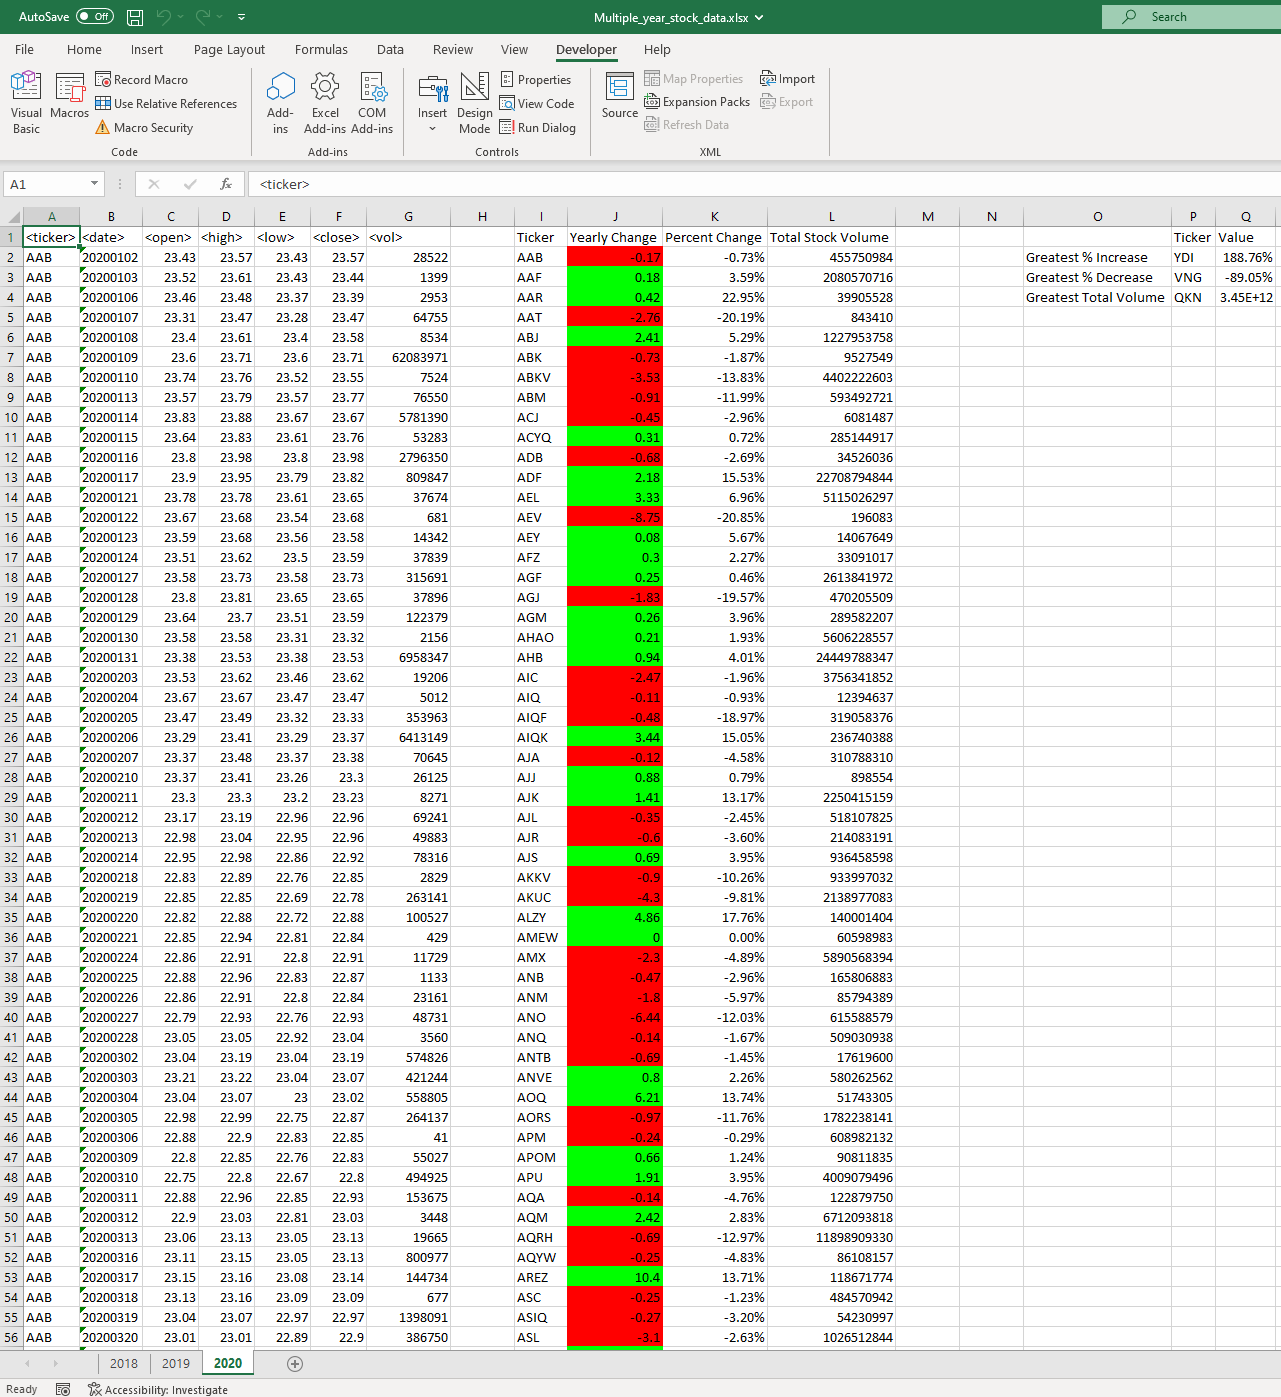 AutoSave Off Multiple_year_stock_data.xlsx Search
File Home Insert Page Layout Formulas Data Review View Developer Help
Visual Basic Macros Record Macro Use Relative References Macro Security Code
Add-ins Excel Add-ins COM Add-ins Add-ins
Insert Design Mode Properties View Code Run Dialog Controls
Source Map Properties Expansion Packs Refresh Data Import Export XML
A1 fx <ticker>
A B C D E F G H I J K L M N O P Q
1 <ticker> <date> <open> <high> <low> <close> <vol> Ticker Yearly Change Percent Change Total Stock Volume Ticker Value
2 AAB 20200102 23.43 23.57 23.43 23.57 28522 AAB -0.17 -0.73% 455750984 Greatest % Increase YDI 188.76%
3 AAB 20200103 23.52 23.61 23.43 23.44 1399 AAF 0.18 3.59% 2080570716 Greatest % Decrease VNG -89.05%
4 AAB 20200106 23.46 23.48 23.37 23.39 2953 AAR 0.42 22.95% 39905528 Greatest Total Volume QKN 3.45E+12
5 AAB 20200107 23.31 23.47 23.28 23.47 64755 AAT -2.76 -20.19% 843410
6 AAB 20200108 23.4 23.61 23.4 23.58 8534 ABJ 2.41 5.29% 1227953758
7 AAB 20200109 23.6 23.71 23.6 23.71 62083971 ABK -0.73 -1.87% 9527549
8 AAB 20200110 23.74 23.76 23.52 23.55 7524 ABKV -3.53 -13.83% 4402222603
9 AAB 20200113 23.57 23.79 23.57 23.77 76550 ABM -0.91 -11.99% 593492721
10 AAB 20200114 23.83 23.88 23.67 23.67 5781390 ACJ -0.45 -2.96% 6081487
11 AAB 20200115 23.64 23.83 23.61 23.76 53283 ACYQ 0.31 0.72% 285144917
12 AAB 20200116 23.8 23.98 23.8 23.98 2796350 ADB -0.68 -2.69% 34526036
13 AAB 20200117 23.9 23.95 23.79 23.82 809847 ADF 2.18 15.53% 22708794844
14 AAB 20200121 23.78 23.78 23.61 23.65 37674 AEL 3.33 6.96% 5115026297
15 AAB 20200122 23.67 23.68 23.54 23.68 681 AEV -8.75 -20.85% 196083
16 AAB 20200123 23.59 23.68 23.56 23.58 14342 AEY 0.08 5.67% 14067649
17 AAB 20200124 23.51 23.62 23.5 23.59 37839 AFZ 0.3 2.27% 33091017
18 AAB 20200127 23.58 23.73 23.58 23.73 315691 AGF 0.25 0.46% 2613841972
19 AAB 20200128 23.8 23.81 23.65 23.65 37896 AGJ -1.83 -19.57% 470205509
20 AAB 20200129 23.64 23.7 23.51 23.59 122379 AGM 0.26 3.96% 289582207
21 AAB 20200130 23.58 23.58 23.31 23.32 2156 AHAO 0.21 1.93% 5606228557
22 AAB 20200131 23.38 23.53 23.38 23.53 6958347 AHB 0.94 4.01% 24449788347
23 AAB 20200203 23.53 23.62 23.46 23.62 19206 AIC -2.47 -1.96% 3756341852
24 AAB 20200204 23.67 23.67 23.47 23.47 5012 AIQ -0.11 -0.93% 12394637
25 AAB 20200205 23.47 23.49 23.32 23.33 353963 AIQF -0.48 -18.97% 319058376
26 AAB 20200206 23.29 23.41 23.29 23.37 6413149 AIQK 3.44 15.05% 236740388
27 AAB 20200207 23.37 23.48 23.37 23.38 70645 AJA -0.12 -4.58% 310788310
28 AAB 20200210 23.37 23.41 23.26 23.3 26125 AJJ 0.88 0.79% 898554
29 AAB 20200211 23.3 23.3 23.2 23.23 8271 AJK 1.41 13.17% 2250415159
30 AAB 20200212 23.17 23.19 22.96 22.96 69241 AJL -0.35 -2.45% 518107825
31 AAB 20200213 22.98 23.04 22.95 22.96 49883 AJR -0.6 -3.60% 214083191
32 AAB 20200214 22.95 22.98 22.86 22.92 78316 AJS 0.69 3.95% 936458598
33 AAB 20200218 22.83 22.89 22.76 22.85 2829 AKKV -0.9 -10.26% 933997032
34 AAB 20200219 22.85 22.85 22.69 22.78 263141 AKUC -4.3 -9.81% 2138977083
35 AAB 20200220 22.82 22.88 22.72 22.88 100527 ALZY 4.86 17.76% 140001404
36 AAB 20200221 22.85 22.94 22.81 22.84 429 AMEW 0 0.00% 60598983
37 AAB 20200224 22.86 22.91 22.8 22.91 11729 AMX -2.3 -4.89% 5890568394
38 AAB 20200225 22.88 22.96 22.83 22.87 1133 ANB -0.47 -2.96% 165806883
39 AAB 20200226 22.86 22.91 22.8 22.84 23161 ANM -1.8 -5.97% 85794389
40 AAB 20200227 22.79 22.93 22.76 22.93 48731 ANO -6.44 -12.03% 615588579
41 AAB 20200228 23.05 23.05 22.92 23.04 3560 ANQ -0.14 -1.67% 509030938
42 AAB 20200302 23.04 23.19 23.04 23.19 574826 ANTB -0.69 -1.45% 17619600
43 AAB 20200303 23.21 23.22 23.04 23.07 421244 ANVE 0.8 2.26% 580262562
44 AAB 20200304 23.04 23.07 23 23.02 558805 AOQ 6.21 13.74% 51743305
45 AAB 20200305 22.98 22.99 22.75 22.87 264137 AORS -0.97 -11.76% 1782238141
46 AAB 20200306 22.88 22.9 22.83 22.85 41 APM -0.24 -0.29% 608982132
47 AAB 20200309 22.8 22.85 22.76 22.83 55027 APOM 0.66 1.24% 90811835
48 AAB 20200310 22.75 22.8 22.67 22.8 494925 APU 1.91 3.95% 4009079496
49 AAB 20200311 22.88 22.96 22.85 22.93 153675 AQA -0.14 -4.76% 122879750
50 AAB 20200312 22.9 23.03 22.81 23.03 3448 AQM 2.42 2.83% 6712093818
51 AAB 20200313 23.06 23.13 23.05 23.13 19665 AQRH -0.69 -12.97% 11898909330
52 AAB 20200316 23.11 23.15 23.05 23.13 800977 AQYW -0.25 -4.83% 86108157
53 AAB 20200317 23.15 23.16 23.08 23.14 144734 AREZ 10.4 13.71% 118671774
54 AAB 20200318 23.13 23.16 23.09 23.09 677 ASC -0.25 -1.23% 484570942
55 AAB 20200319 23.04 23.07 22.97 22.97 1398091 ASIQ -0.27 -3.20% 54230997
56 AAB 20200320 23.01 23.01 22.89 22.9 386750 ASL -3.1 -2.63% 1026512844
2018 2019 2020
Ready Accessibility: Investigate